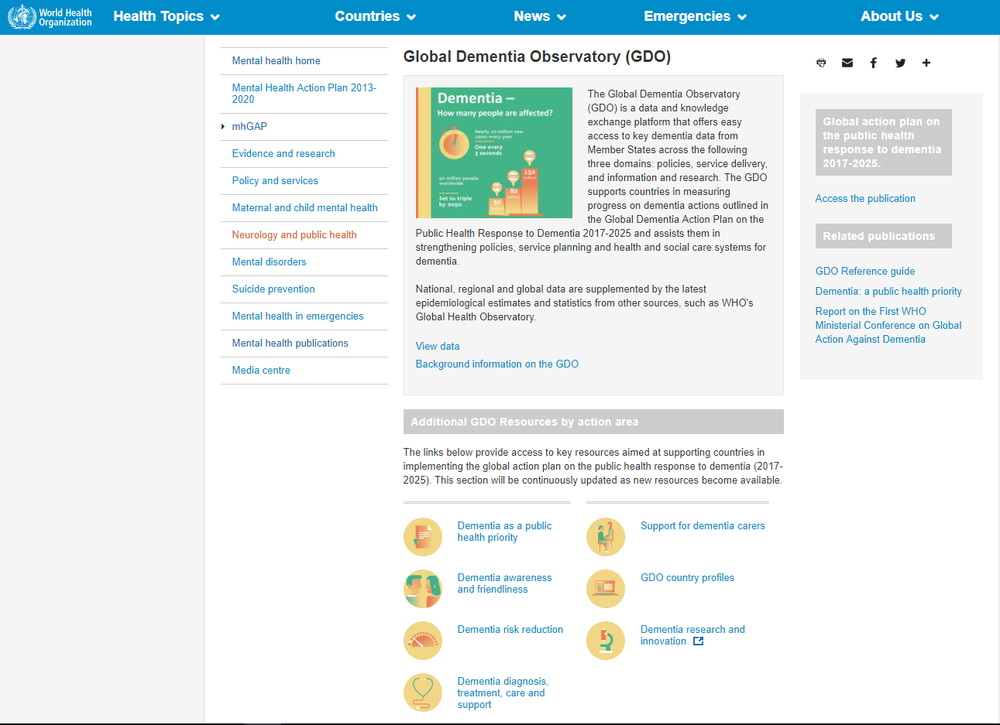 World Health
Organization
Health Topics
Countries
News
Emergencies
About Us
Mental health home
Mental Health Action Plan 2013-
2020
mhGAP
Evidence and research
Policy and services
Maternal and child mental health
Neurology and public health
Mental disorders
Suicide prevention
Mental health in emergencies
Mental health publications
Media centre
Global Dementia Observatory (GDO)
Dementia –
How many people are affected?
Nearly 10 million new
cases every year
One every
3 seconds
50 million people
worldwide
Set to triple
by 2050
2030
2050
50
million
82
million
152
million
The Global Dementia Observatory
(GDO) is a data and knowledge
exchange platform that offers easy
access to key dementia data from
Member States across the following
three domains: policies, service delivery,
and information and research. The GDO
supports countries in measuring
progress on dementia actions outlined in
the Global Dementia Action Plan on the
Public Health Response to Dementia 2017-2025 and assists them in
strengthening policies, service planning and health and social care systems for
dementia.
National, regional and global data are supplemented by the latest
epidemiological estimates and statistics from other sources, such as WHO's
Global Health Observatory.
View data
Background information on the GDO
Additional GDO Resources by action area
The links below provide access to key resources aimed at supporting countries in
implementing the global action plan on the public health response to dementia (2017-
2025). This section will be continuously updated as new resources become available.
Dementia as a public
health priority
Support for dementia carers
Dementia awareness
and friendliness
GDO country profiles
Dementia risk reduction
Dementia research and
innovation
Dementia diagnosis,
treatment, care and
support
Global action plan on
the public health
response to dementia
2017-2025.
Access the publication
Related publications
GDO Reference guide
Dementia: a public health priority
Report on the First WHO
Ministerial Conference on Global
Action Against Dementia